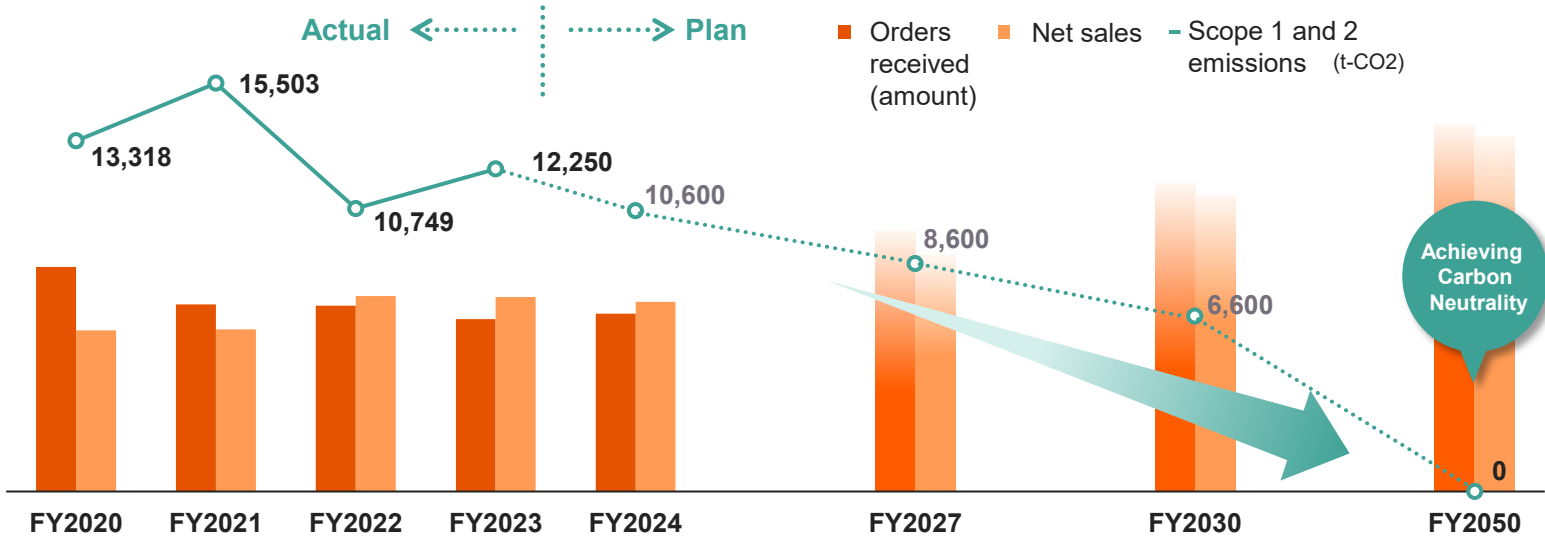 Actual
Plan
Orders
received
(amount)
Net sales
Scope 1 and 2
emissions (t-CO2)
15,503
13,318
12,250
10,749
10,600
8,600
6,600
Achieving
Carbon
Neutrality
0
FY2020
FY2021
FY2022
FY2023
FY2024
FY2027
FY2030
FY2050